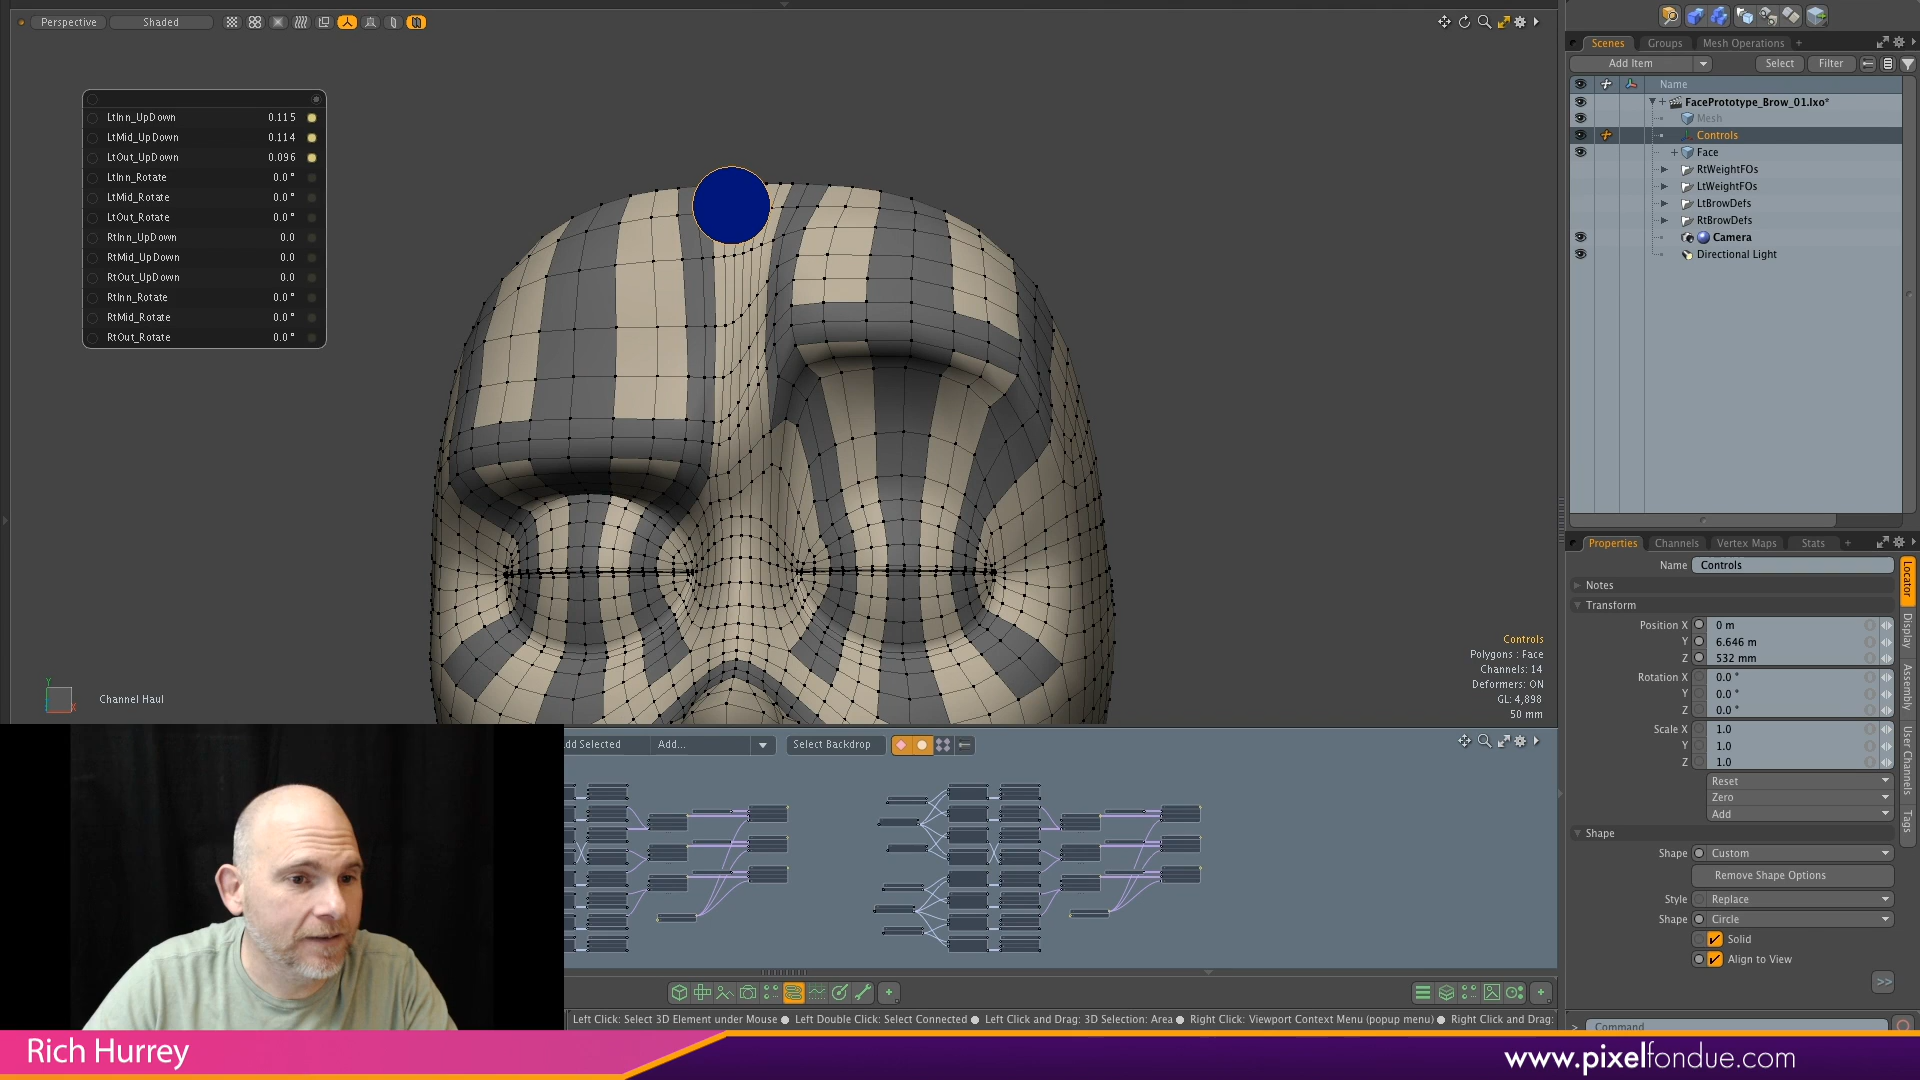 Perspective
Shaded
LtInn_UpDown 0.115
LtMid_UpDown 0.114
LtOut_UpDown 0.096
LtInn_Rotate 0.0 °
LtMid_Rotate 0.0 °
LtOut_Rotate 0.0 °
RtInn_UpDown 0.0
RtMid_UpDown 0.0
RtOut_UpDown 0.0
RtInn_Rotate 0.0 °
RtMid_Rotate 0.0 °
RtOut_Rotate 0.0 °
Controls
Polygons : Face
Channels: 14
Deformers: ON
GL: 4,898
50 mm
Y
X
Channel Haul
dd Selected
Add...
Select Backdrop
Left Click: Select 3D Element under Mouse ● Left Double Click: Select Connected ● Left Click and Drag: 3D Selection: Area ● Right Click: Viewport Context Menu (popup menu) ● Right Click and Drag:
Scenes Groups Mesh Operations +
Add Item Select Filter
Name
FacePrototype_Brow_01.lxo*
Mesh
Controls
Face
RtWeightFOs
LtWeightFOs
LtBrowDefs
RtBrowDefs
Camera
Directional Light
Properties Channels Vertex Maps Stats +
Name Controls
Notes
Transform
Position X 0 m
Y 6.646 m
Z 532 mm
Rotation X 0.0 °
Y 0.0 °
Z 0.0 °
Scale X 1.0
Y 1.0
Z 1.0
Reset
Zero
Add
Shape
Shape Custom
Remove Shape Options
Style Replace
Shape Circle
Solid
Align to View
>>
Locator
Display
Assembly
User Channels
Tags
> Command
Rich Hurrey
www.pixelfondue.com